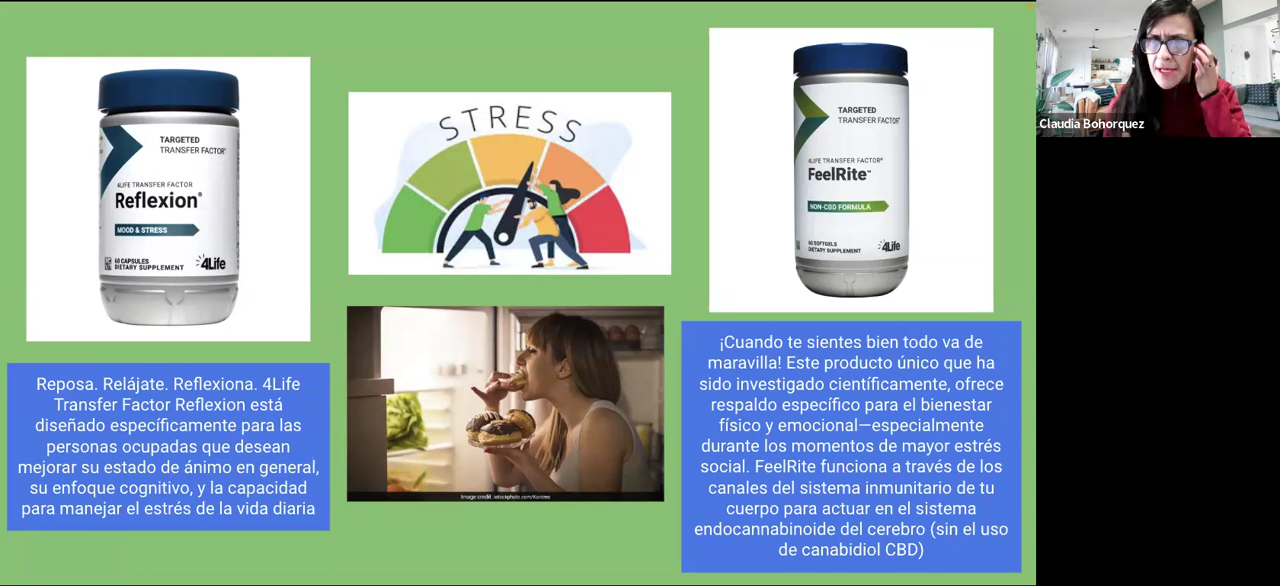 TARGETED
TRANSFER FACTOR®
4LIFE TRANSFER FACTOR
Reflexion®
MOOD & STRESS
60 CAPSULES
DIETARY SUPPLEMENT
4Life
Reposa. Relájate. Reflexiona. 4Life
Transfer Factor Reflexion está
diseñado específicamente para las
personas ocupadas que desean
mejorar su estado de ánimo en general,
su enfoque cognitivo, y la capacidad
para manejar el estrés de la vida diaria
STRESS
Image credit: istockphoto.com/Korisno
TARGETED
TRANSFER FACTOR®
4LIFE TRANSFER FACTOR®
FeelRite™
NON-CBD FORMULA
60 SOFTGELS
DIETARY SUPPLEMENT
4Life
¡Cuando te sientes bien todo va de
maravilla! Este producto único que ha
sido investigado científicamente, ofrece
respaldo específico para el bienestar
físico y emocional—especialmente
durante los momentos de mayor estrés
social. FeelRite funciona a través de los
canales del sistema inmunitario de tu
cuerpo para actuar en el sistema
endocannabinoide del cerebro (sin el uso
de canabidiol CBD)
Claudia Bohorquez